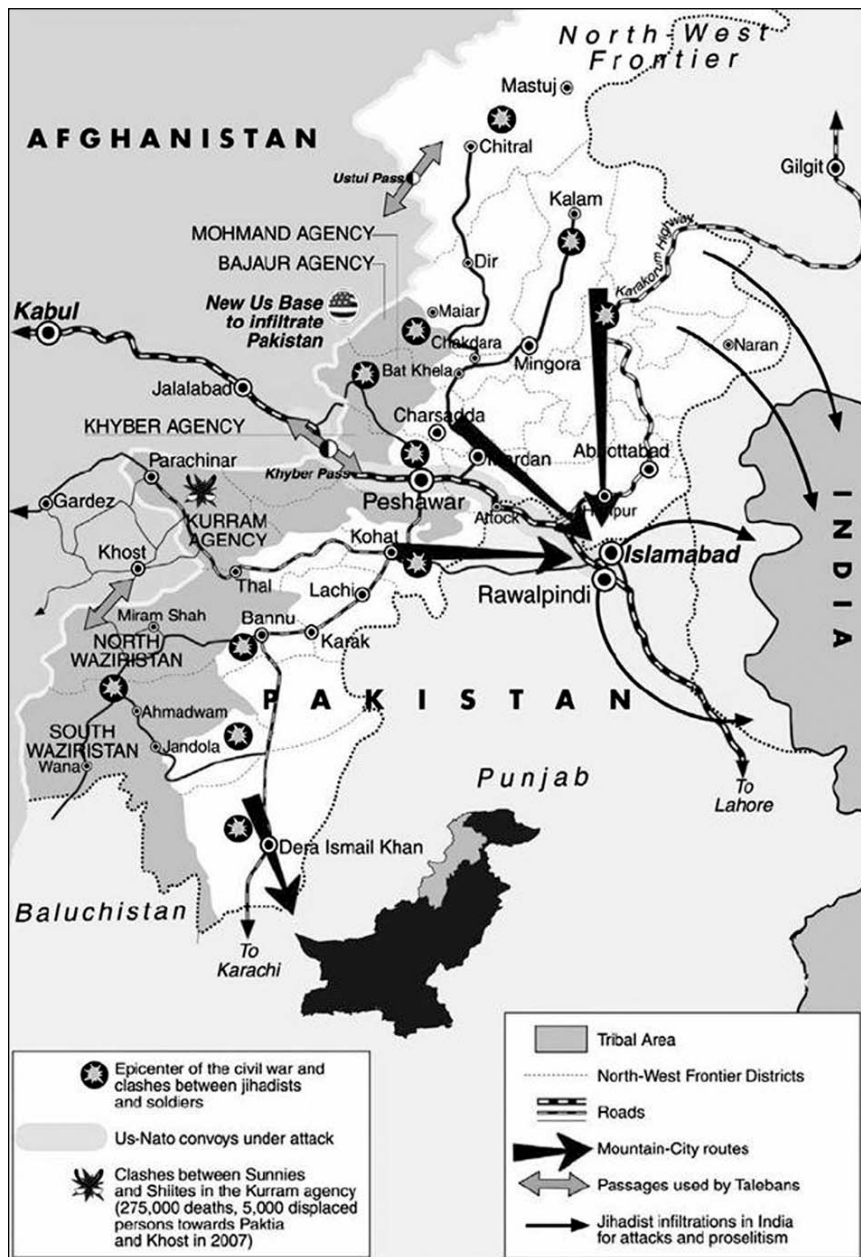 North-West
Frontier
Mastuj
AFGHANISTAN
Chitral
Gilgit
Ustul Pass
Kalam
MOHMAND AGENCY
BAJAUR AGENCY
Dir
Karakorum Highway
Kabul
New Us Base
to infiltrate
Pakistan
Maiar
Chakdara
Naran
Mingora
Jalalabad
Bat Khela
Charsadda
KHYBER AGENCY
Mardan
Abbottabad
Parachinar
Khyber Pass
Peshawar
Gardez
KURRAM
AGENCY
Attock
Haripur
INDIA
Kohat
Islamabad
Khost
Thal
Lachi
Rawalpindi
Miram Shah
Bannu
NORTH
WAZIRISTAN
Karak
PAKISTAN
Ahmadwam
SOUTH
WAZIRISTAN
Jandola
Wana
Punjab
To
Lahore
Dera Ismail Khan
Baluchistan
To
Karachi
Epicenter of the civil war and
clashes between jihadists
and soldiers
Us-Nato convoys under attack
Clashes between Sunnies
and Shiites in the Kurram agency
(275,000 deaths, 5,000 displaced
persons towards Paktia
and Khost in 2007)
Tribal Area
North-West Frontier Districts
Roads
Mountain-City routes
Passages used by Talebans
Jihadist infiltrations in India
for attacks and proselitism